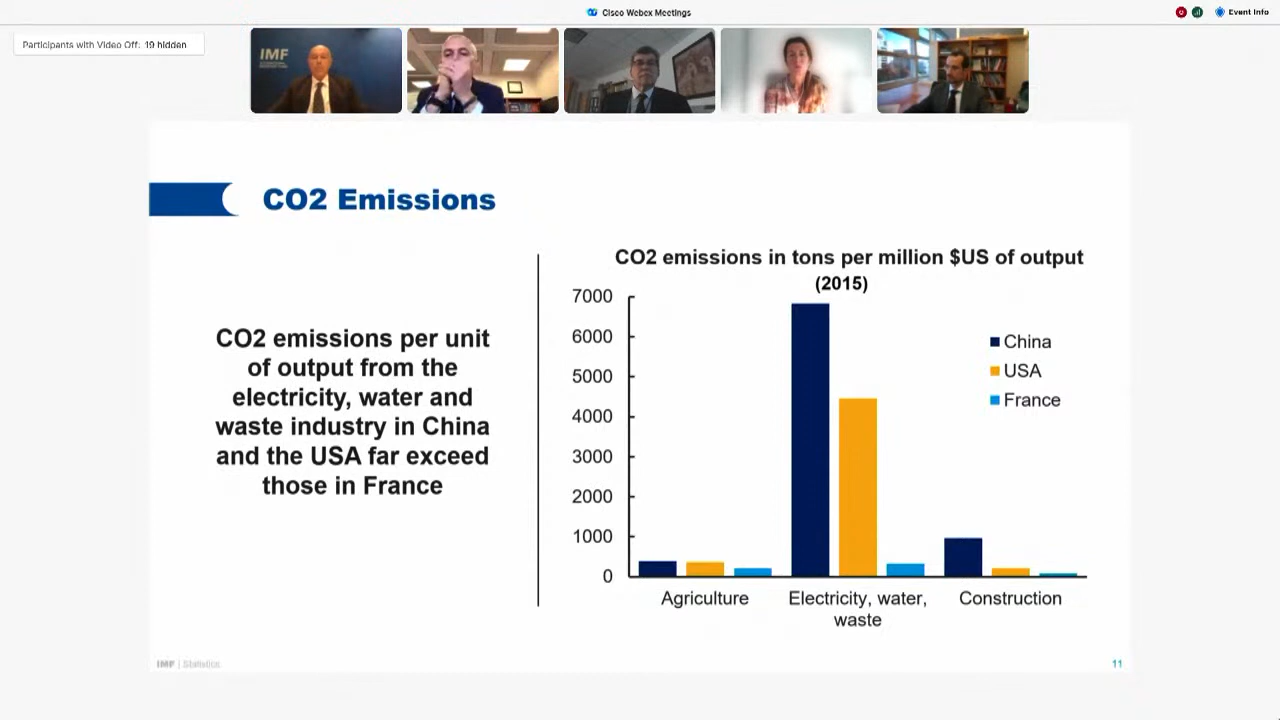 Cisco Webex Meetings
Event Info
Participants with Video Off: 19 hidden
IMF
CO2 Emissions
CO2 emissions per unit
of output from the
electricity, water and
waste industry in China
and the USA far exceed
those in France
CO2 emissions in tons per million $US of output
(2015)
7000
6000
5000
4000
3000
2000
1000
0
China
USA
France
Agriculture
Electricity, water,
waste
Construction
IMF | Statistics
11